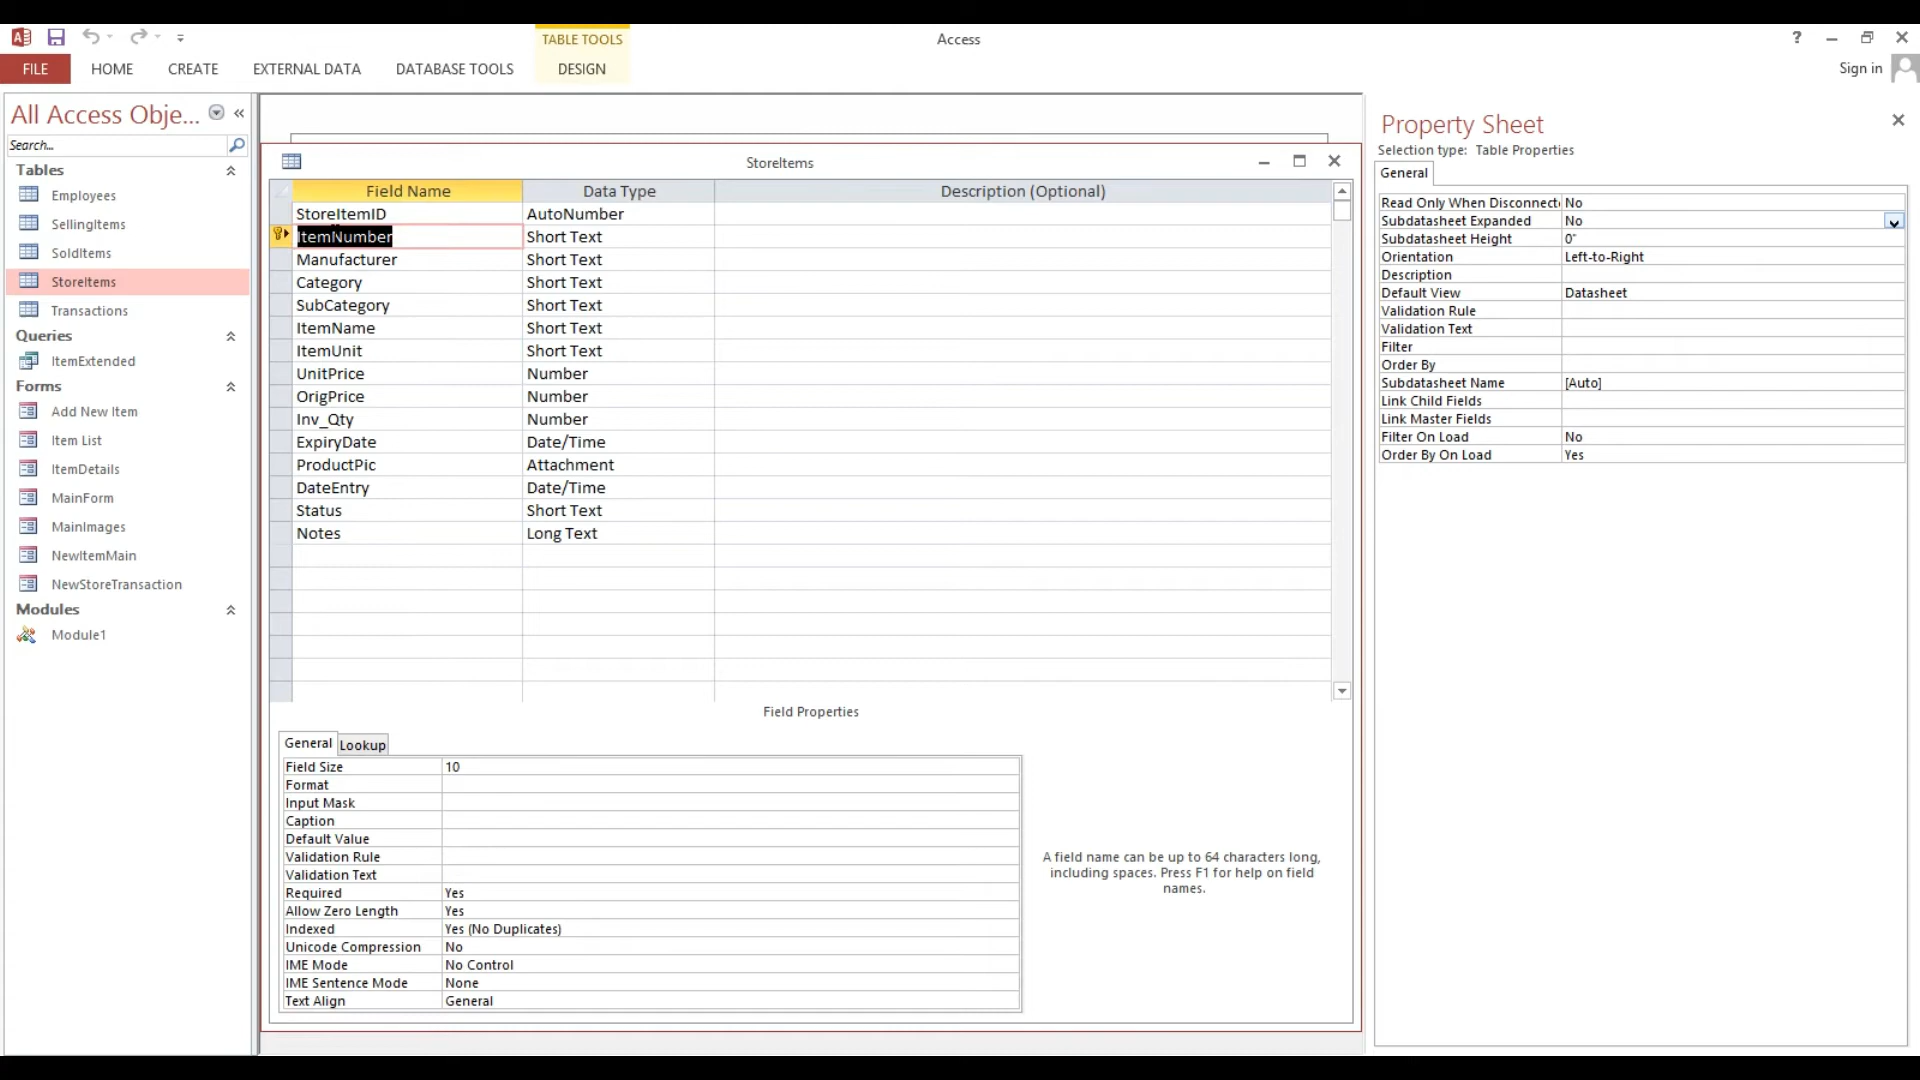 TABLE TOOLS
Access
?
FILE
HOME
CREATE
EXTERNAL DATA
DATABASE TOOLS
DESIGN
Sign in
All Access Obje... «
Search...
Tables
Employees
SellingItems
SoldItems
StoreItems
Transactions
Queries
ItemExtended
Forms
Add New Item
Item List
ItemDetails
MainForm
MainImages
NewItemMain
NewStoreTransaction
Modules
Module1
StoreItems
Field Name Data Type Description (Optional)
StoreItemID AutoNumber
ItemNumber Short Text
Manufacturer Short Text
Category Short Text
SubCategory Short Text
ItemName Short Text
ItemUnit Short Text
UnitPrice Number
OrigPrice Number
Inv_Qty Number
ExpiryDate Date/Time
ProductPic Attachment
DateEntry Date/Time
Status Short Text
Notes Long Text
Field Properties
General Lookup
Field Size 10
Format
Input Mask
Caption
Default Value
Validation Rule
Validation Text
Required Yes
Allow Zero Length Yes
Indexed Yes (No Duplicates)
Unicode Compression No
IME Mode No Control
IME Sentence Mode None
Text Align General
A field name can be up to 64 characters long,
including spaces. Press F1 for help on field
names.
Property Sheet
Selection type: Table Properties
General
Read Only When Disconnect No
Subdatasheet Expanded No
Subdatasheet Height 0"
Orientation Left-to-Right
Description
Default View Datasheet
Validation Rule
Validation Text
Filter
Order By
Subdatasheet Name [Auto]
Link Child Fields
Link Master Fields
Filter On Load No
Order By On Load Yes